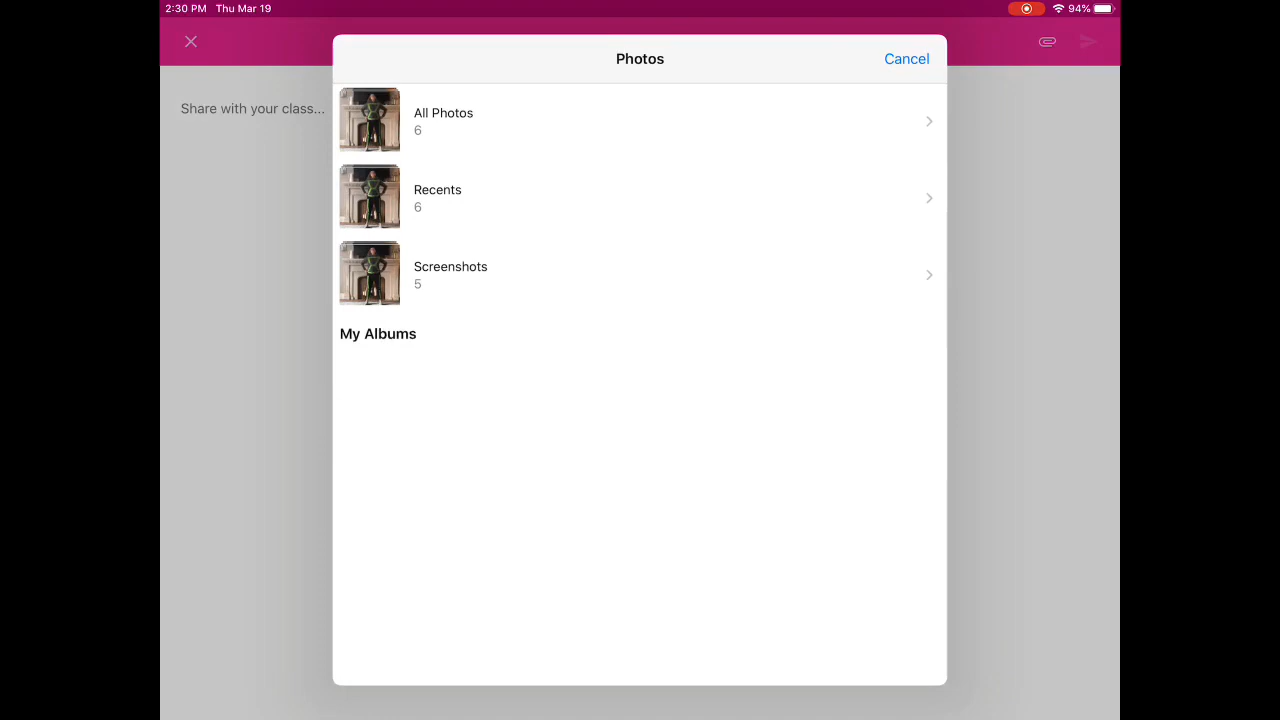 2:30 PM Thu Mar 19
94%
Photos
Cancel
Share with your class...
All Photos
6
Recents
6
Screenshots
5
My Albums